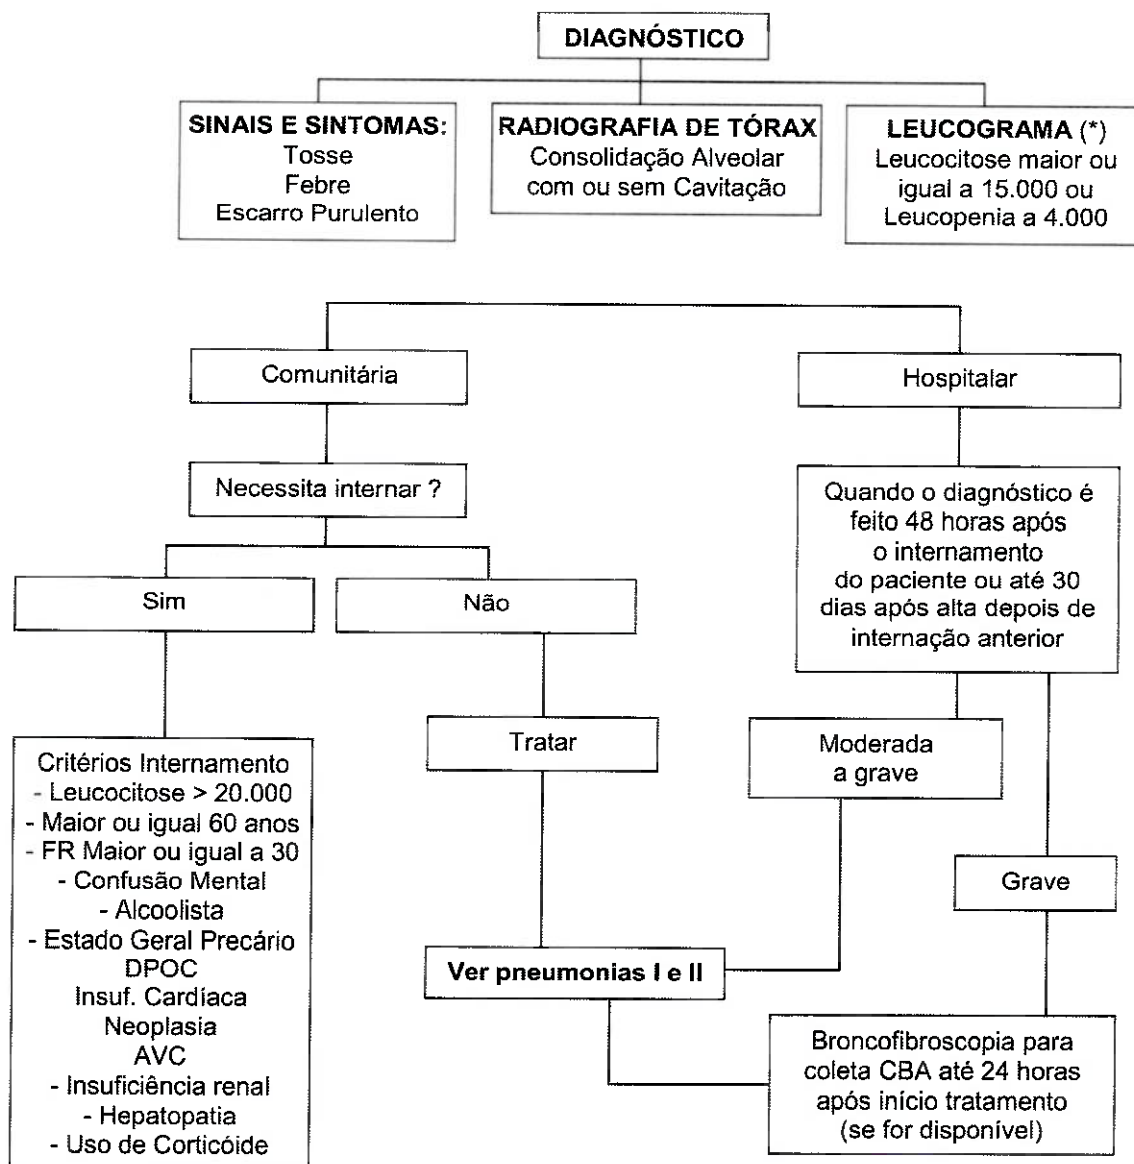 DIAGNÓSTICO
SINAIS E SINTOMAS:
Tosse
Febre
Escarro Purulento
RADIOGRAFIA DE TÓRAX
Consolidação Alveolar
com ou sem Cavitação
LEUCOGRAMA (*)
Leucocitose maior ou
igual a 15.000 ou
Leucopenia a 4.000
Comunitária
Hospitalar
Necessita internar ?
Quando o diagnóstico é
feito 48 horas após
o internamento
do paciente ou até 30
dias após alta depois de
internação anterior
Sim
Não
Tratar
Moderada
a grave
Critérios Internamento
- Leucocitose > 20.000
- Maior ou igual 60 anos
- FR Maior ou igual a 30
- Confusão Mental
- Alcoolista
- Estado Geral Precário
DPOC
Insuf. Cardíaca
Neoplasia
AVC
- Insuficiência renal
- Hepatopatia
- Uso de Corticóide
Grave
Ver pneumonias I e II
Broncofibroscopia para
coleta CBA até 24 horas
após início tratamento
(se for disponível)